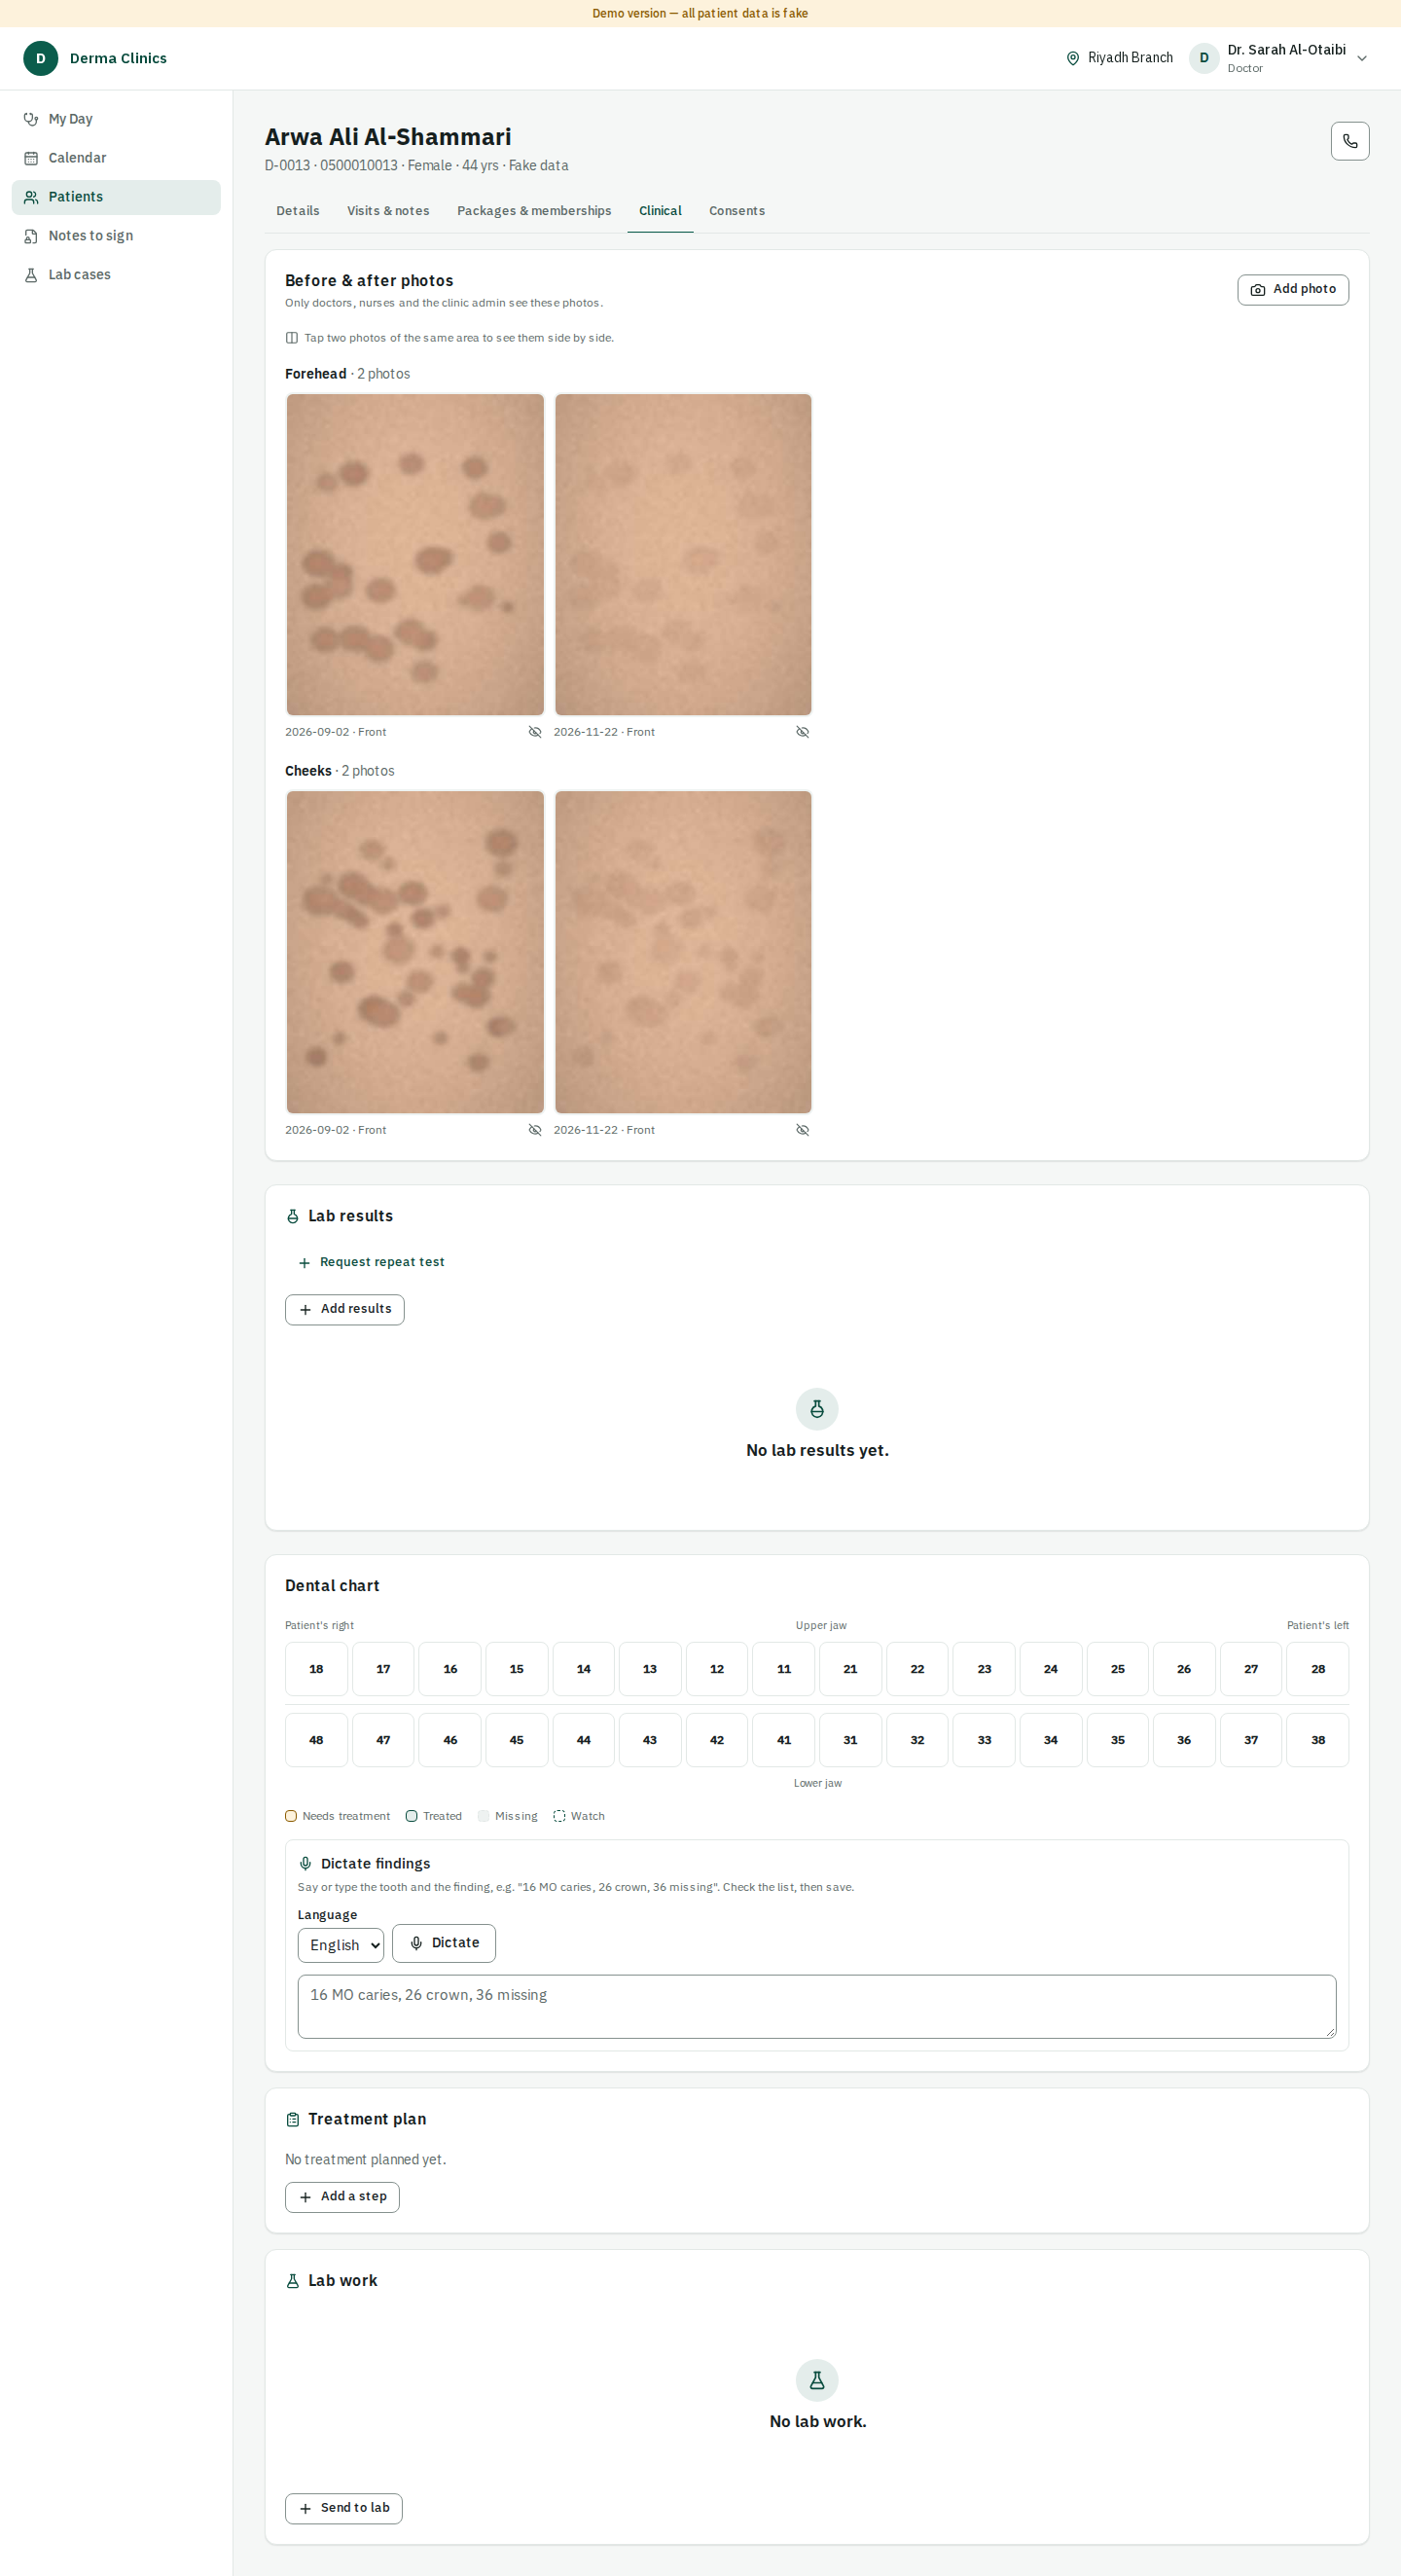 Demo version — all patient data is fake
D
Derma Clinics
Riyadh Branch
D
Dr. Sarah Al-Otaibi
Doctor
My Day
Calendar
Patients
Notes to sign
Lab cases
Arwa Ali Al-Shammari
D-0013 · 0500010013 · Female · 44 yrs · Fake data
Details
Visits & notes
Packages & memberships
Clinical
Consents
Before & after photos
Only doctors, nurses and the clinic admin see these photos.
Add photo
Tap two photos of the same area to see them side by side.
Forehead · 2 photos
2026-09-02 · Front
2026-11-22 · Front
Cheeks · 2 photos
2026-09-02 · Front
2026-11-22 · Front
Lab results
Request repeat test
Add results
No lab results yet.
Dental chart
Patient's right
Upper jaw
Patient's left
18 17 16 15 14 13 12 11 21 22 23 24 25 26 27 28
48 47 46 45 44 43 42 41 31 32 33 34 35 36 37 38
Lower jaw
Needs treatment
Treated
Missing
Watch
Dictate findings
Say or type the tooth and the finding, e.g. "16 MO caries, 26 crown, 36 missing". Check the list, then save.
Language
English
Dictate
16 MO caries, 26 crown, 36 missing
Treatment plan
No treatment planned yet.
Add a step
Lab work
No lab work.
Send to lab